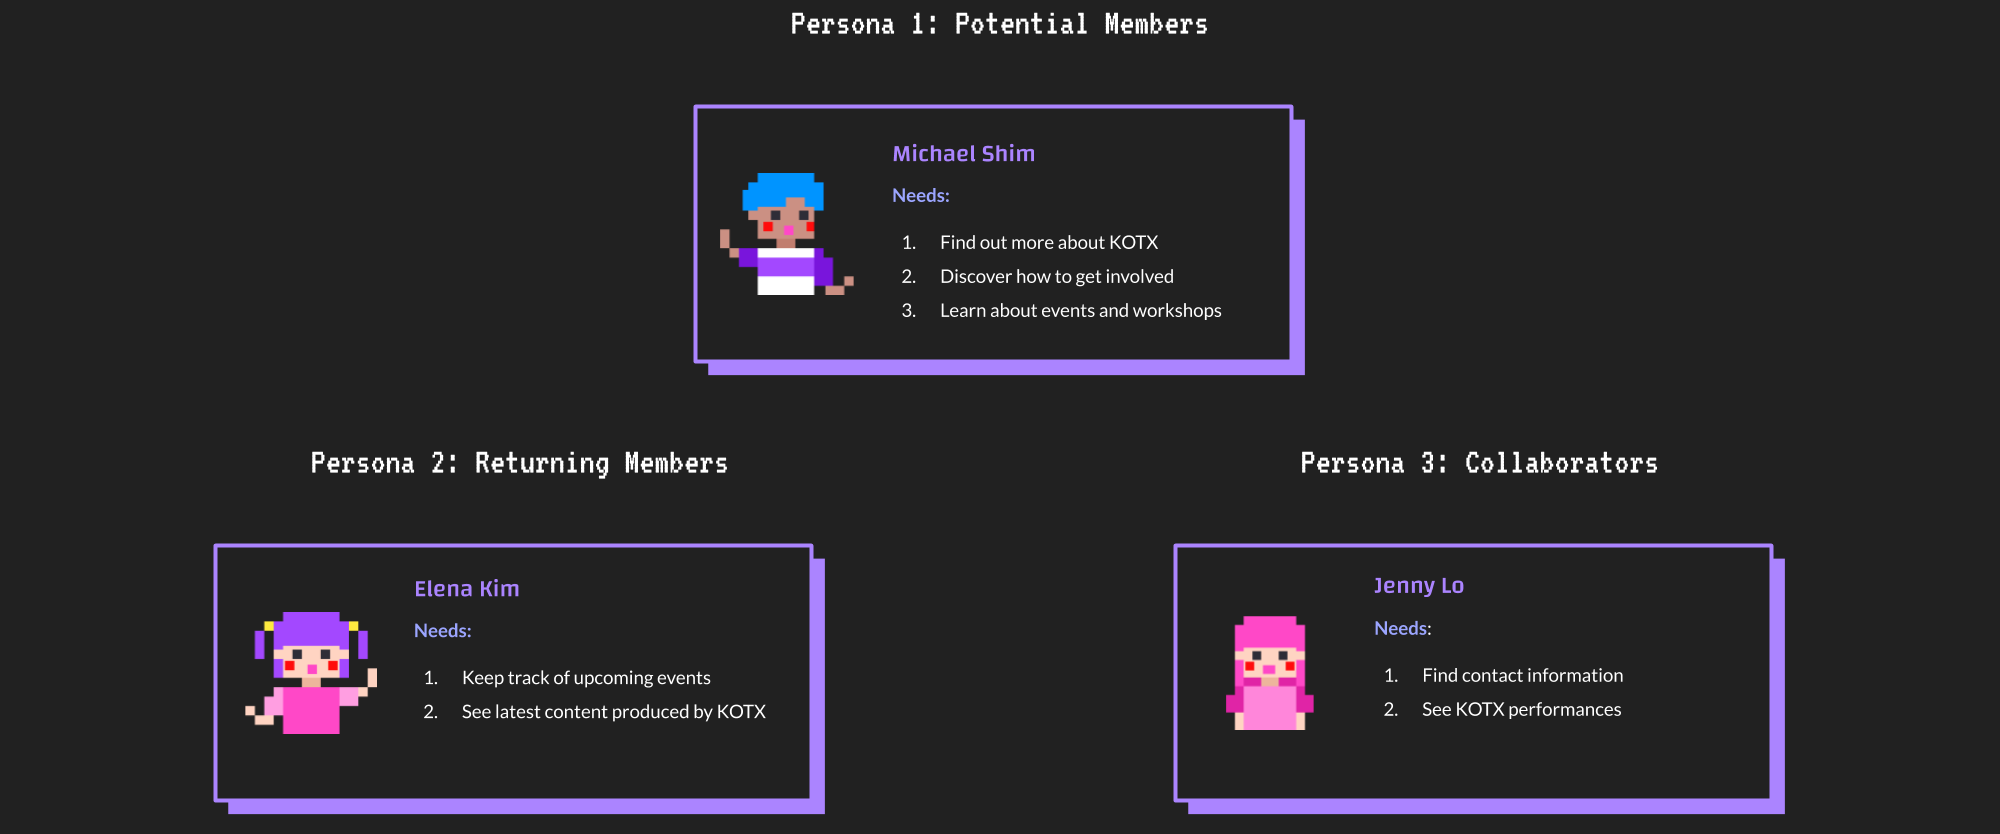 Persona 1: Potential Members
Michael Shim
Needs:
1. Find out more about KOTX
2. Discover how to get involved
3. Learn about events and workshops
Persona 2: Returning Members
Elena Kim
Needs:
1. Keep track of upcoming events
2. See latest content produced by KOTX
Persona 3: Collaborators
Jenny Lo
Needs:
1. Find contact information
2. See KOTX performances